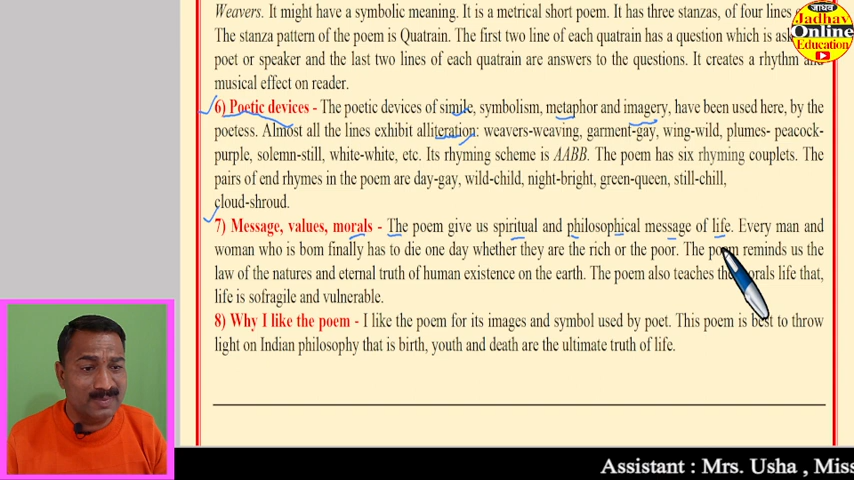 Weavers. It might have a symbolic meaning. It is a metrical short poem. It has three stanzas, of four lines
The stanza pattern of the poem is Quatrain. The first two line of each quatrain has a question which is ask
poet or speaker and the last two lines of each quatrain are answers to the questions. It creates a rhythm and
musical effect on reader.
6) Poetic devices - The poetic devices of simile, symbolism, metaphor and imagery, have been used here, by the
poetess. Almost all the lines exhibit alliteration: weavers-weaving, garment-gay, wing-wild, plumes- peacock-
purple, solemn-still, white-white, etc. Its rhyming scheme is AABB. The poem has six rhyming couplets. The
pairs of end rhymes in the poem are day-gay, wild-child, night-bright, green-queen, still-chill,
cloud-shroud.
7) Message, values, morals - The poem give us spiritual and philosophical message of life. Every man and
woman who is bom finally has to die one day whether they are the rich or the poor. The poem reminds us the
law of the natures and eternal truth of human existence on the earth. The poem also teaches the morals life that,
life is sofragile and vulnerable.
8) Why I like the poem - I like the poem for its images and symbol used by poet. This poem is best to throw
light on Indian philosophy that is birth, youth and death are the ultimate truth of life.
जाधव
Jadhav
Online
Education
Assistant : Mrs. Usha , Miss